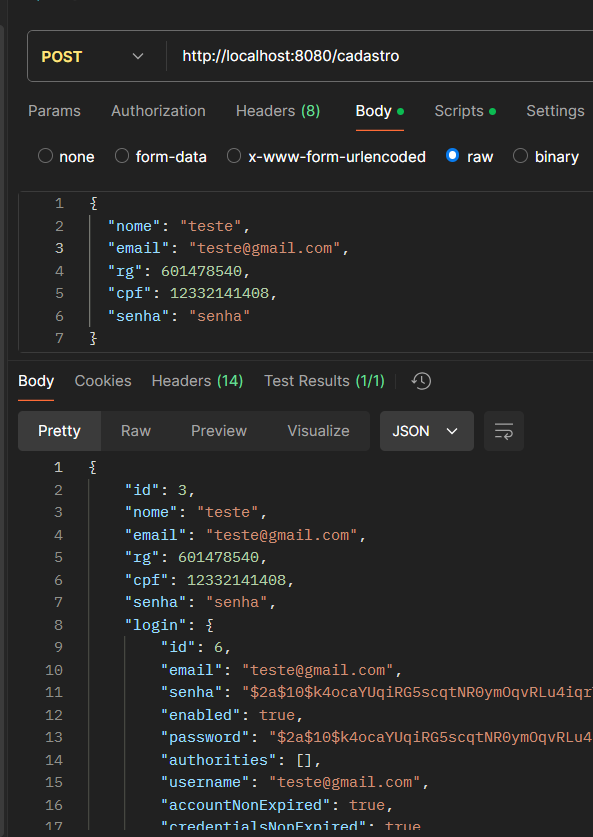 POST http://localhost:8080/cadastro
Params Authorization Headers (8) Body Scripts Settings
none form-data x-www-form-urlencoded raw binary
1 {
2 "nome": "teste",
3 "email": "teste@gmail.com",
4 "rg": 601478540,
5 "cpf": 12332141408,
6 "senha": "senha"
7 }
Body Cookies Headers (14) Test Results (1/1)
Pretty Raw Preview Visualize JSON
1 {
2 "id": 3,
3 "nome": "teste",
4 "email": "teste@gmail.com",
5 "rg": 601478540,
6 "cpf": 12332141408,
7 "senha": "senha",
8 "login": {
9 "id": 6,
10 "email": "teste@gmail.com",
11 "senha": "$2a$10$k4ocaYUqiRG5scqtNR0ymOqvRLu4iqr
12 "enabled": true,
13 "password": "$2a$10$k4ocaYUqiRG5scqtNR0ymOqvRLu4
14 "authorities": [],
15 "username": "teste@gmail.com",
16 "accountNonExpired": true,
17 "credentialsNonExpired": true